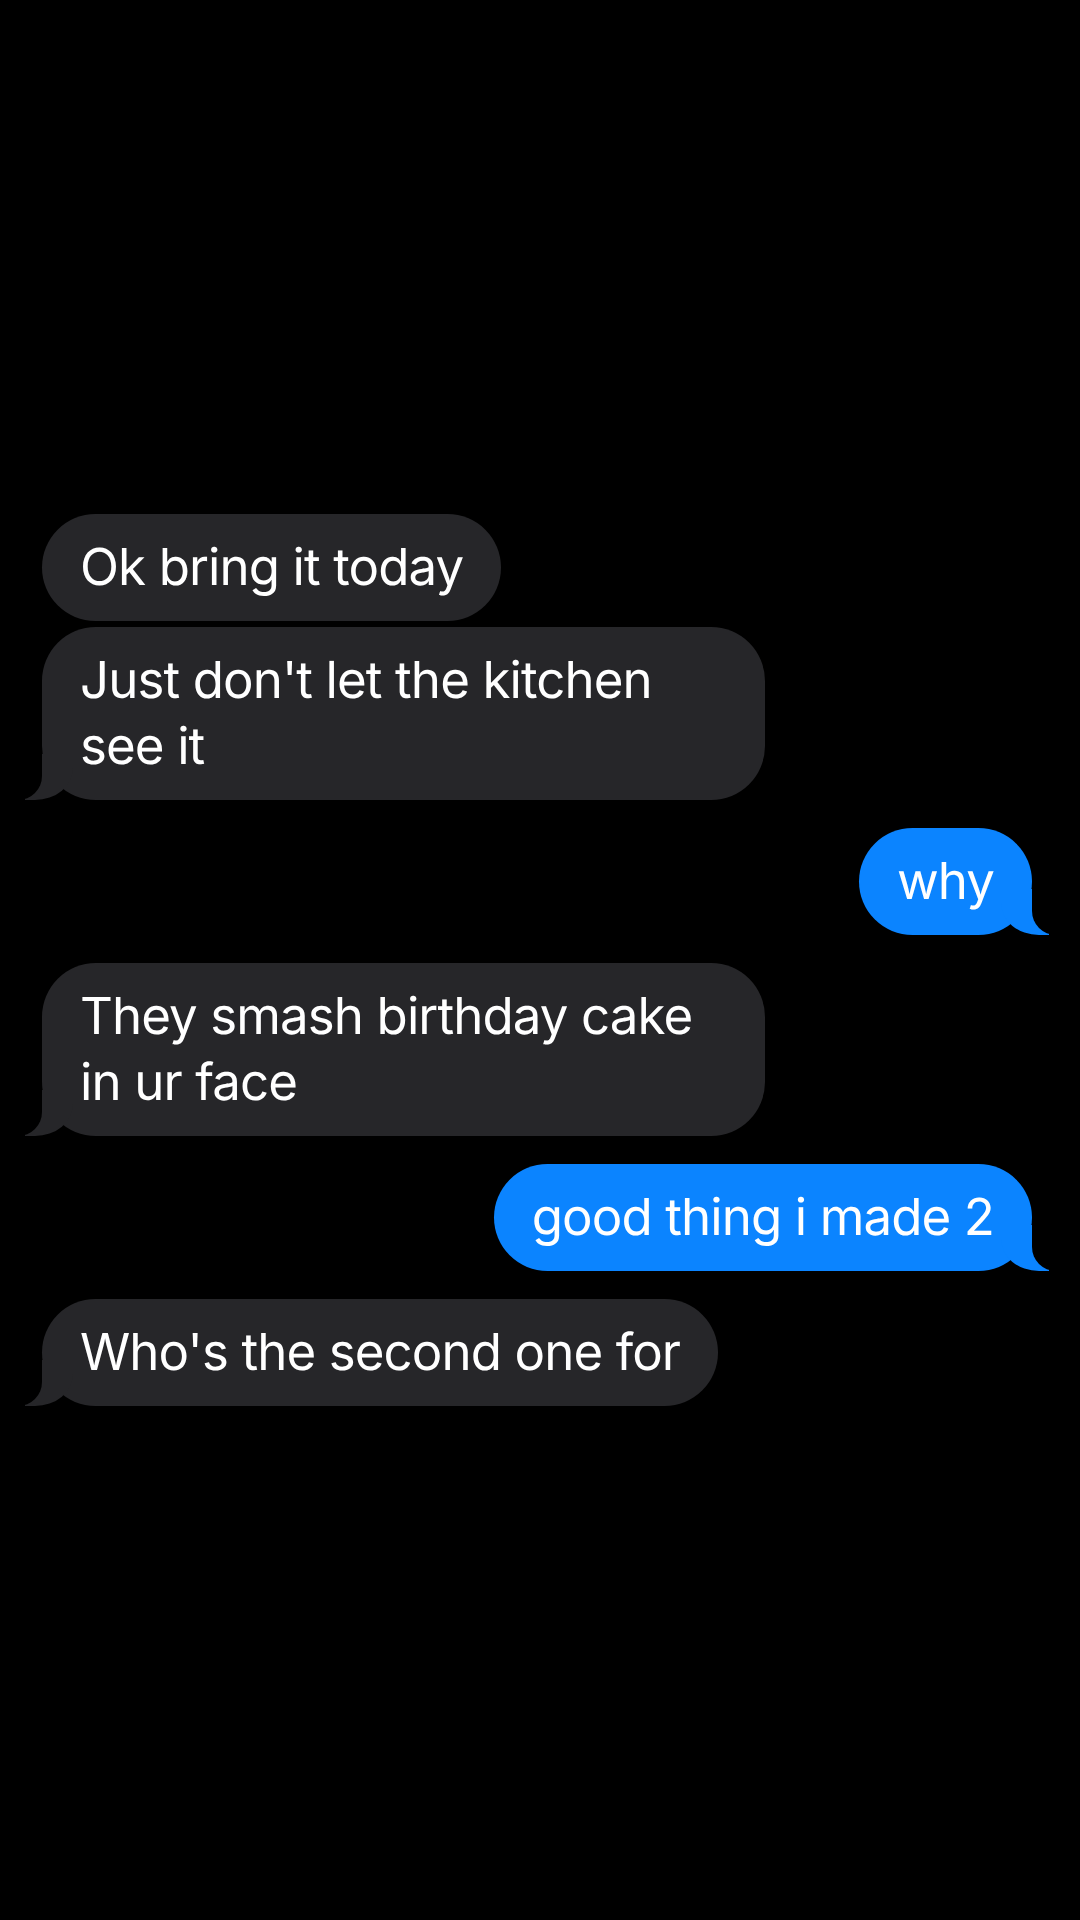 Ok bring it today
Just don't let the kitchen
see it
why
They smash birthday cake
in ur face
good thing i made 2
Who's the second one for